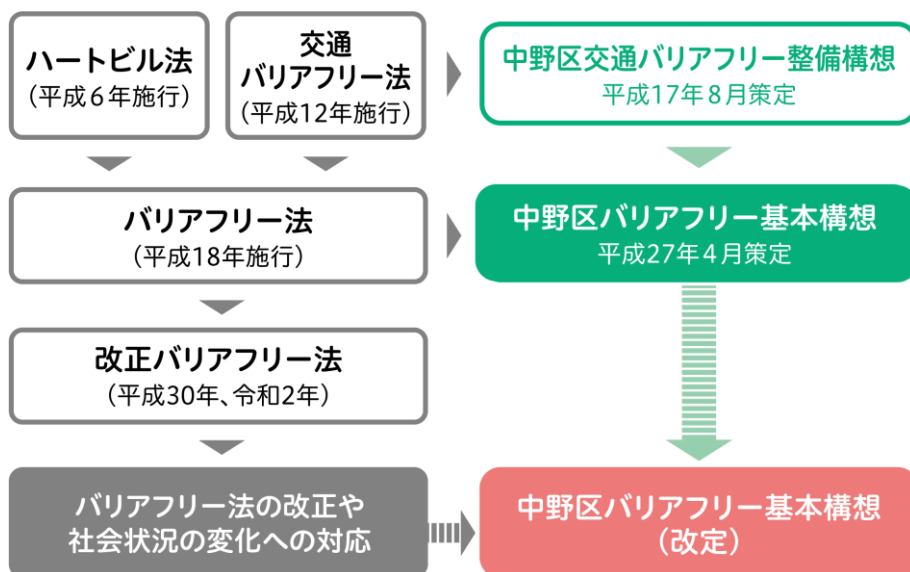 ハートビル法
（平成６年施行）
交通
バリアフリー法
（平成12年施行）
中野区交通バリアフリー整備構想
平成17年８月策定
バリアフリー法
（平成18年施行）
中野区バリアフリー基本構想
平成27年４月策定
改正バリアフリー法
（平成30年、令和2年）
バリアフリー法の改正や
社会状況の変化への対応
中野区バリアフリー基本構想
（改定）